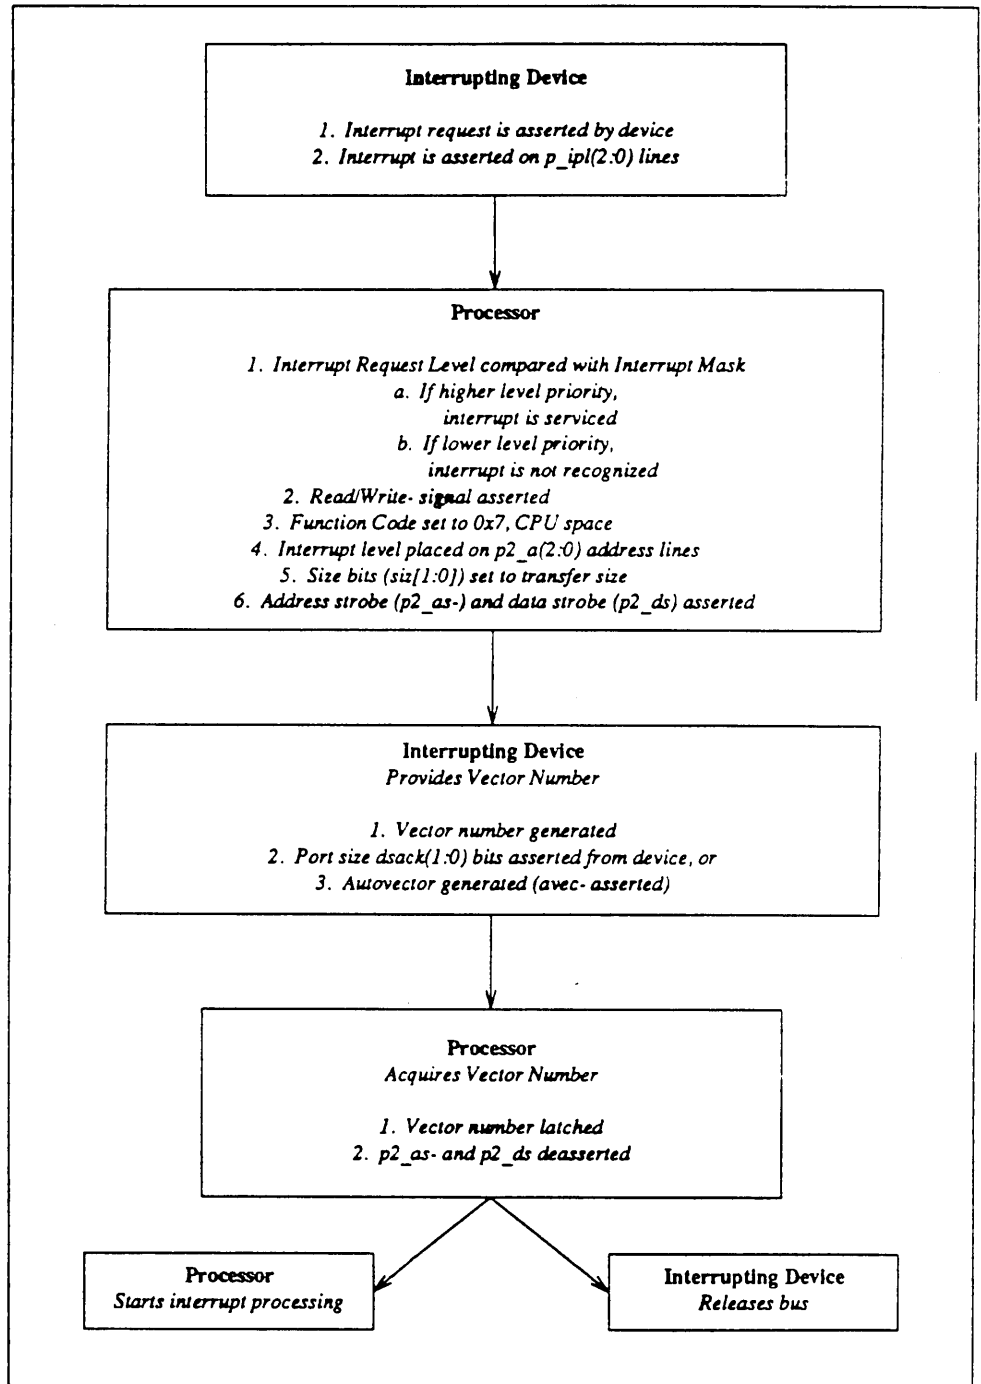 Interrupting Device
1. Interrupt request is asserted by device
2. Interrupt is asserted on p_ipl(2:0) lines
Processor
1. Interrupt Request Level compared with Interrupt Mask
a. If higher level priority,
interrupt is serviced
b. If lower level priority,
interrupt is not recognized
2. Read/Write- signal asserted
3. Function Code set to 0x7, CPU space
4. Interrupt level placed on p2_a(2:0) address lines
5. Size bits (siz[1:0]) set to transfer size
6. Address strobe (p2_as-) and data strobe (p2_ds) asserted
Interrupting Device
Provides Vector Number
1. Vector number generated
2. Port size dsack(1:0) bits asserted from device, or
3. Autovector generated (avec- asserted)
Processor
Acquires Vector Number
1. Vector number latched
2. p2_as- and p2_ds deasserted
Processor
Starts interrupt processing
Interrupting Device
Releases bus